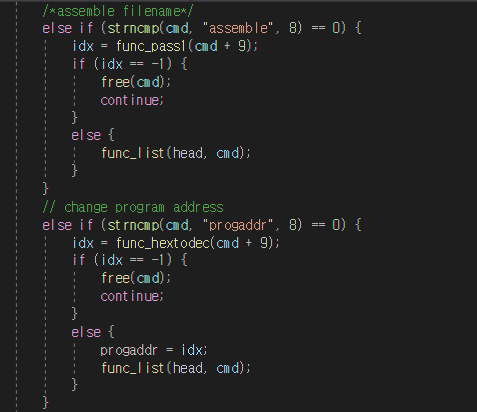 /*assemble filename*/
else if (strncmp(cmd, "assemble", 8) == 0) {
idx = func_pass1(cmd + 9);
if (idx == -1) {
free(cmd);
continue;
}
else {
func_list(head, cmd);
}
}
// change program address
else if (strncmp(cmd, "progaddr", 8) == 0) {
idx = func_hextodec(cmd + 9);
if (idx == -1) {
free(cmd);
continue;
}
else {
progaddr = idx;
func_list(head, cmd);
}
}